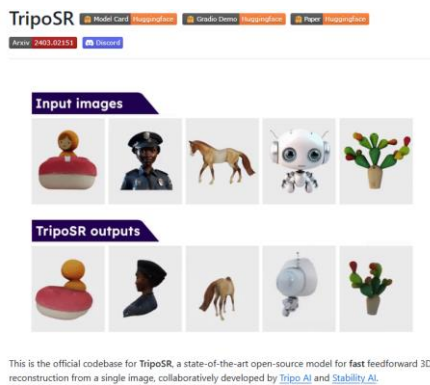 TripoSR Model Card Huggingface Gradio Demo Huggingface Paper Huggingface
Arxiv 2403.02151 Discord
Input images
TripoSR outputs
This is the official codebase for TripoSR, a state-of-the-art open-source model for fast feedforward 3D
reconstruction from a single image, collaboratively developed by Tripo AI and Stability AI.